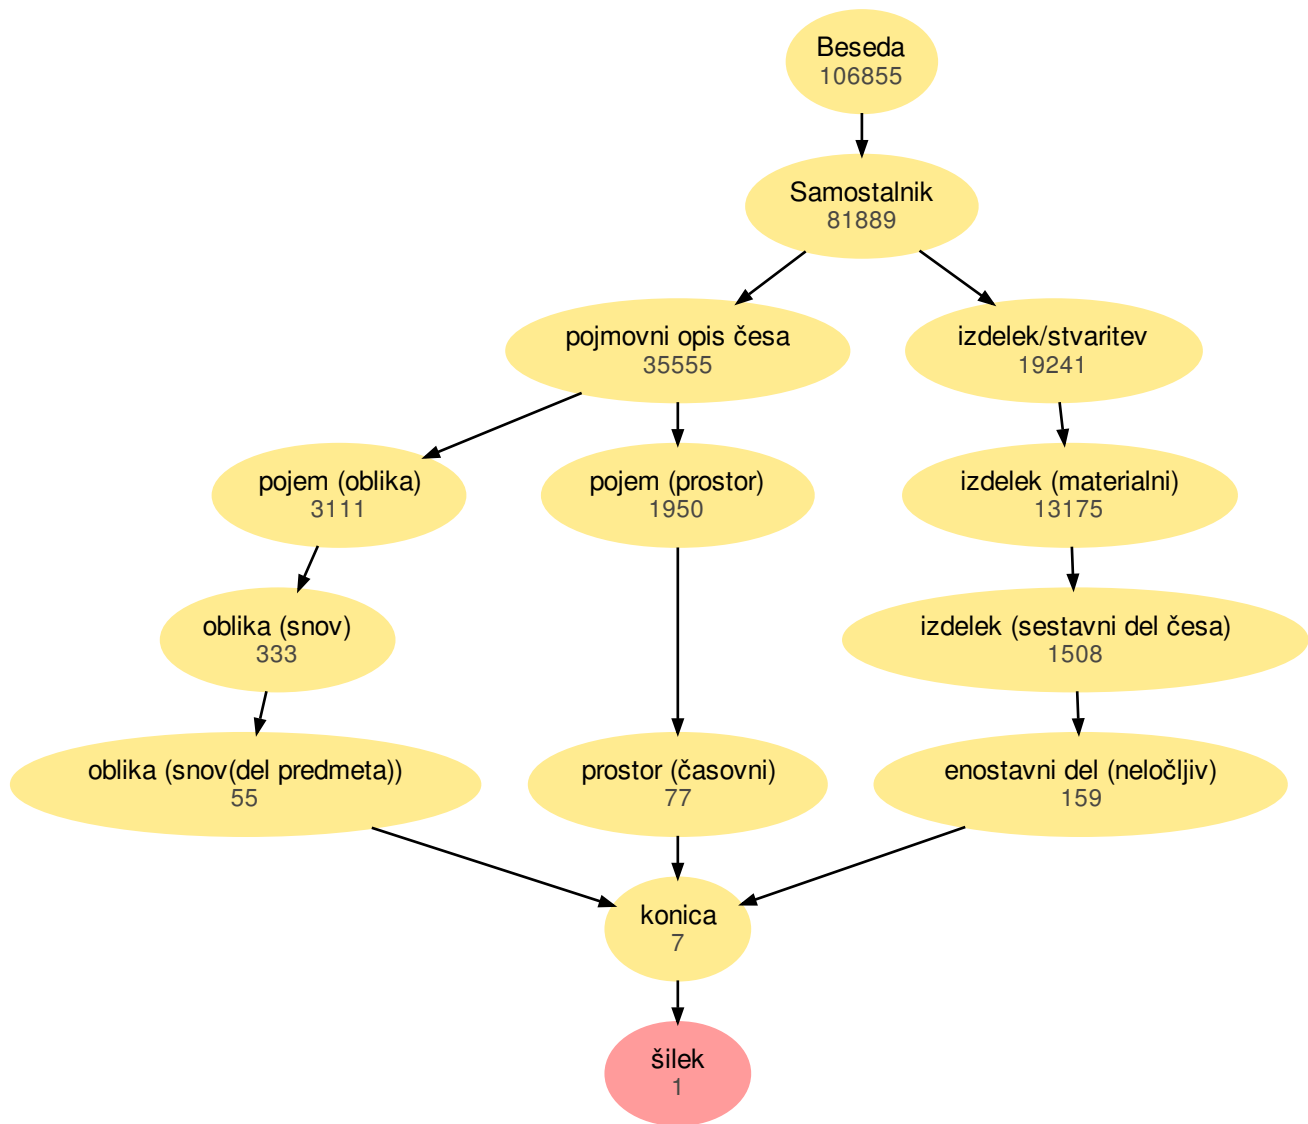 Beseda
106855
Samostalnik
81889
pojmovni opis česa
35555
izdelek/stvaritev
19241
pojem (oblika)
3111
pojem (prostor)
1950
izdelek (materialni)
13175
oblika (snov)
333
izdelek (sestavni del česa)
1508
oblika (snov(del predmeta))
55
prostor (časovni)
77
enostavni del (neločljiv)
159
konica
7
šilek
1